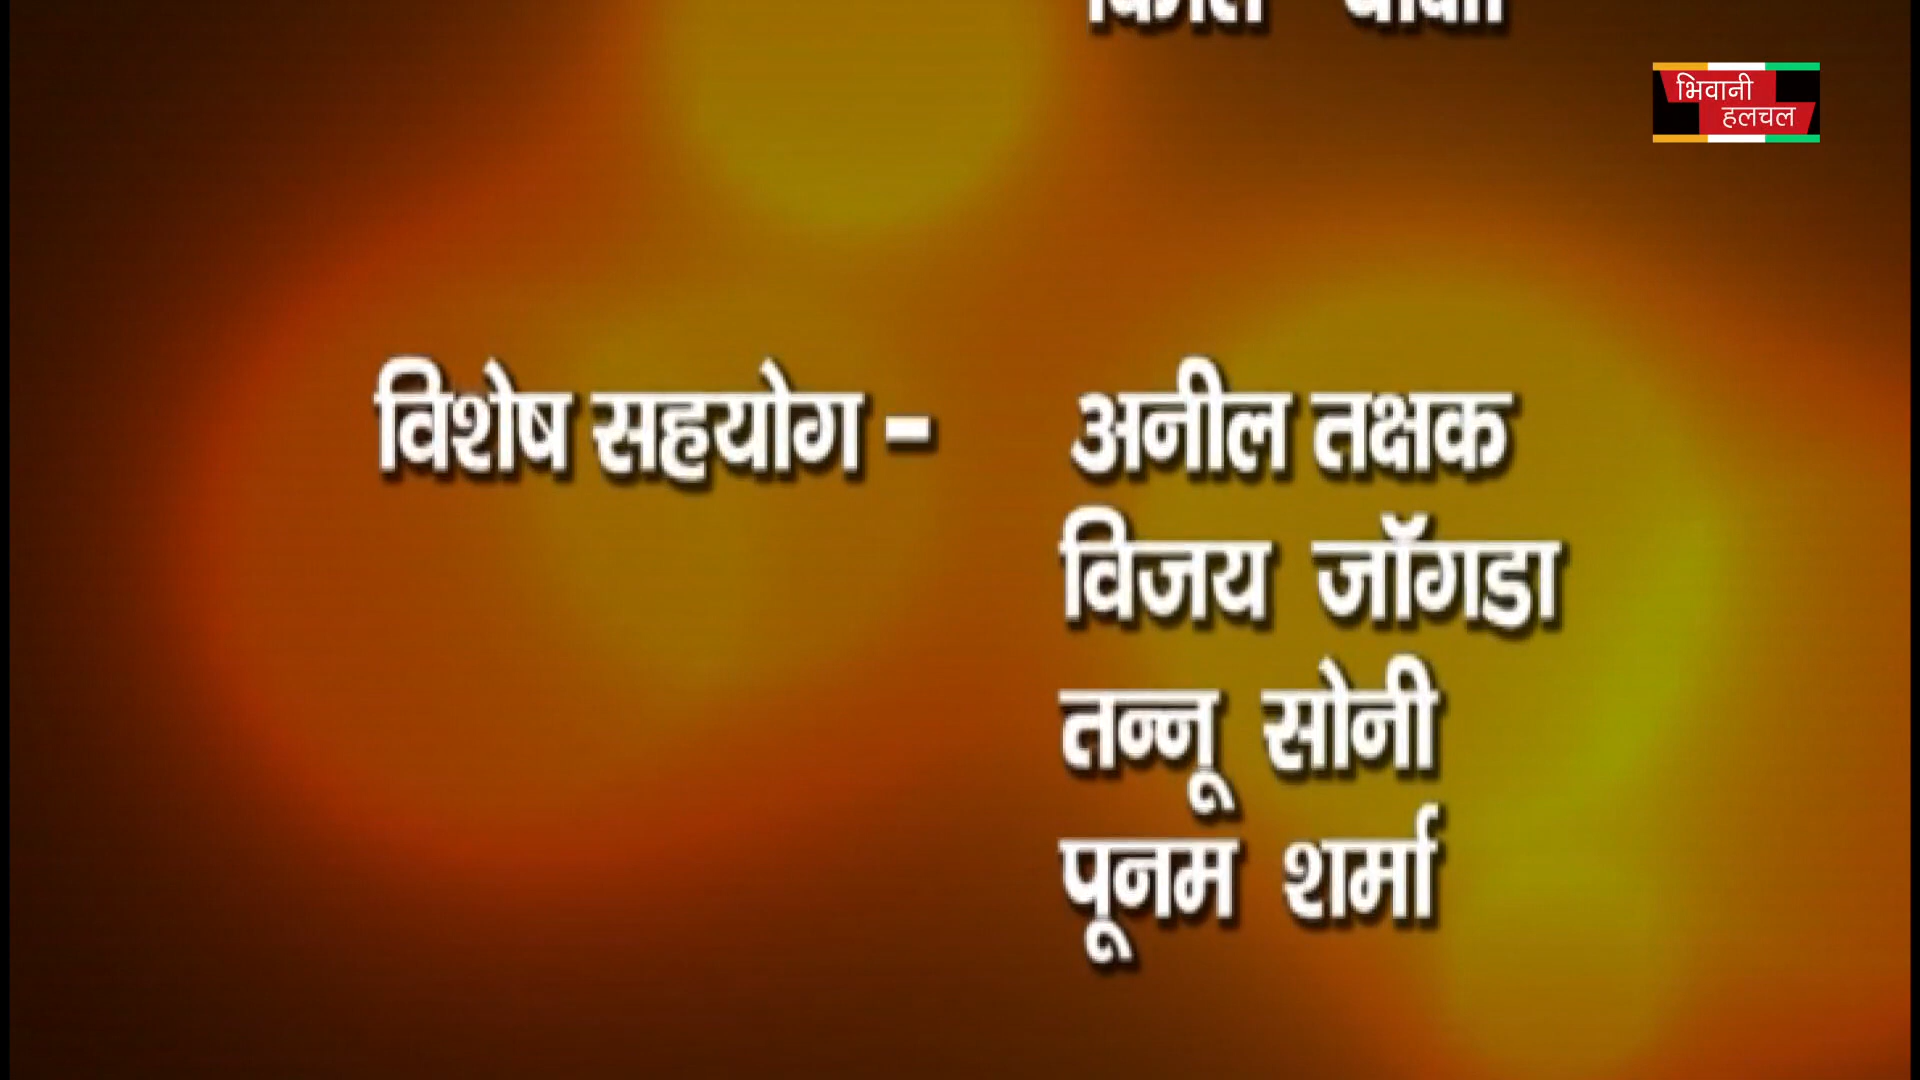 भिवानी
हलचल
विशेष सहयोग - अनील तक्षक
विजय जॉगडा
तन्नू सोनी
पूनम शर्मा